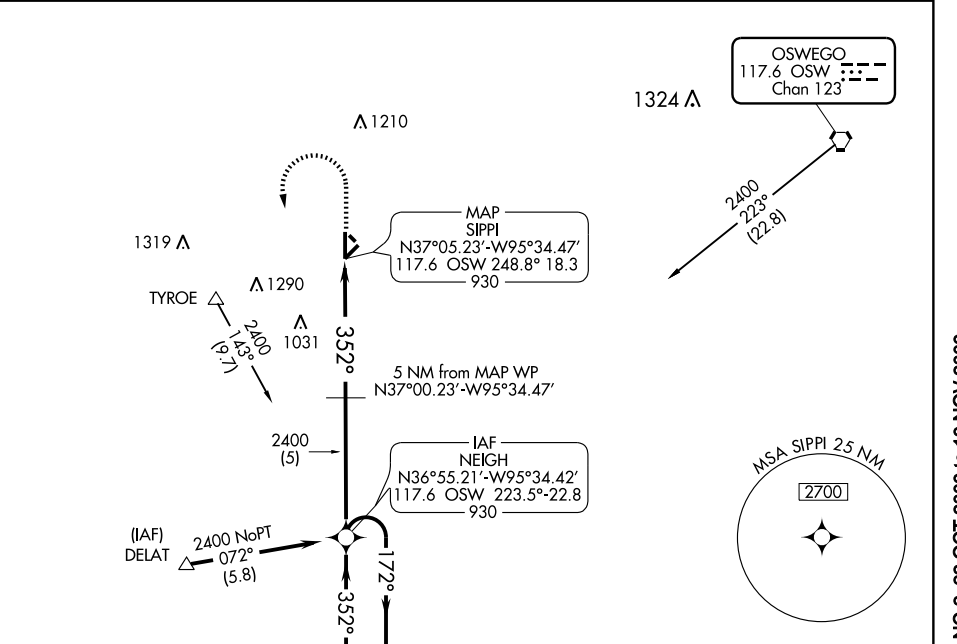 OSWEGO
117.6 OSW
Chan 123
1324
1210
2400
223°
(22.8)
MAP
SIPPI
N37°05.23'-W95°34.47'
117.6 OSW 248.8° 18.3
930
1319
1290
TYROE
1031
2400
143°
(9.7)
352°
5 NM from MAP WP
N37°00.23'-W95°34.47'
2400
(5)
IAF
NEIGH
N36°55.21'-W95°34.42'
117.6 OSW 223.5°-22.8
930
MSA SIPPI 25 NM
2700
(IAF)
DELAT
2400 NoPT
072°
(5.8)
172°
352°